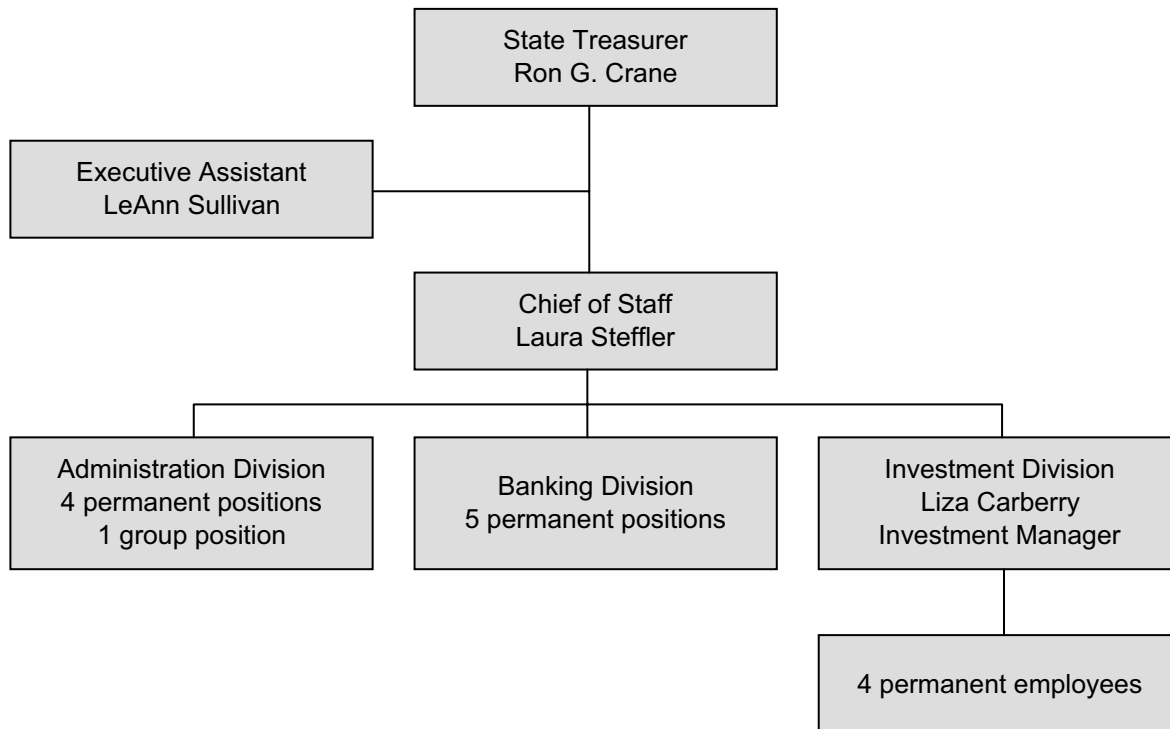 State Treasurer
Ron G. Crane
Executive Assistant
LeAnn Sullivan
Chief of Staff
Laura Steffler
Administration Division
4 permanent positions
1 group position
Banking Division
5 permanent positions
Investment Division
Liza Carberry
Investment Manager
4 permanent employees